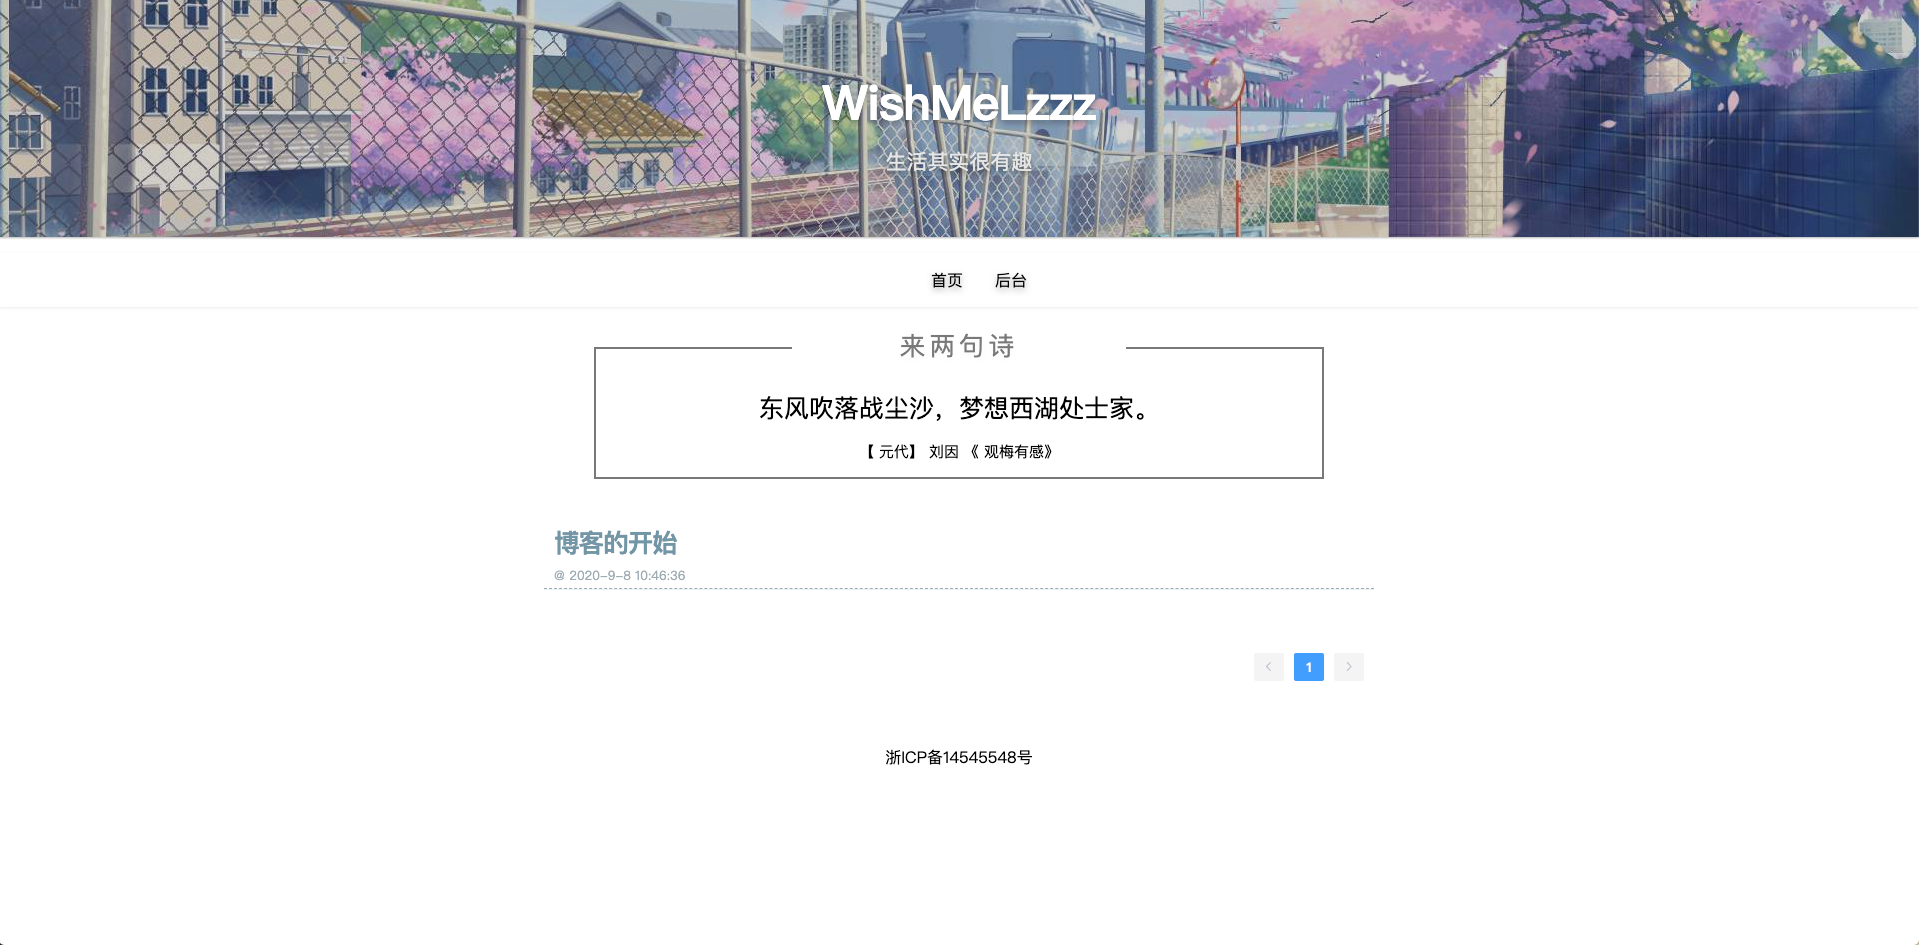 WishMeLzzz
生活其实很有趣
首页 后台
来两句诗
东风吹落战尘沙，梦想西湖处士家。
【 元代】 刘因 《 观梅有感》
博客的开始
@ 2020-9-8 10:46:36
1
浙ICP备14545548号